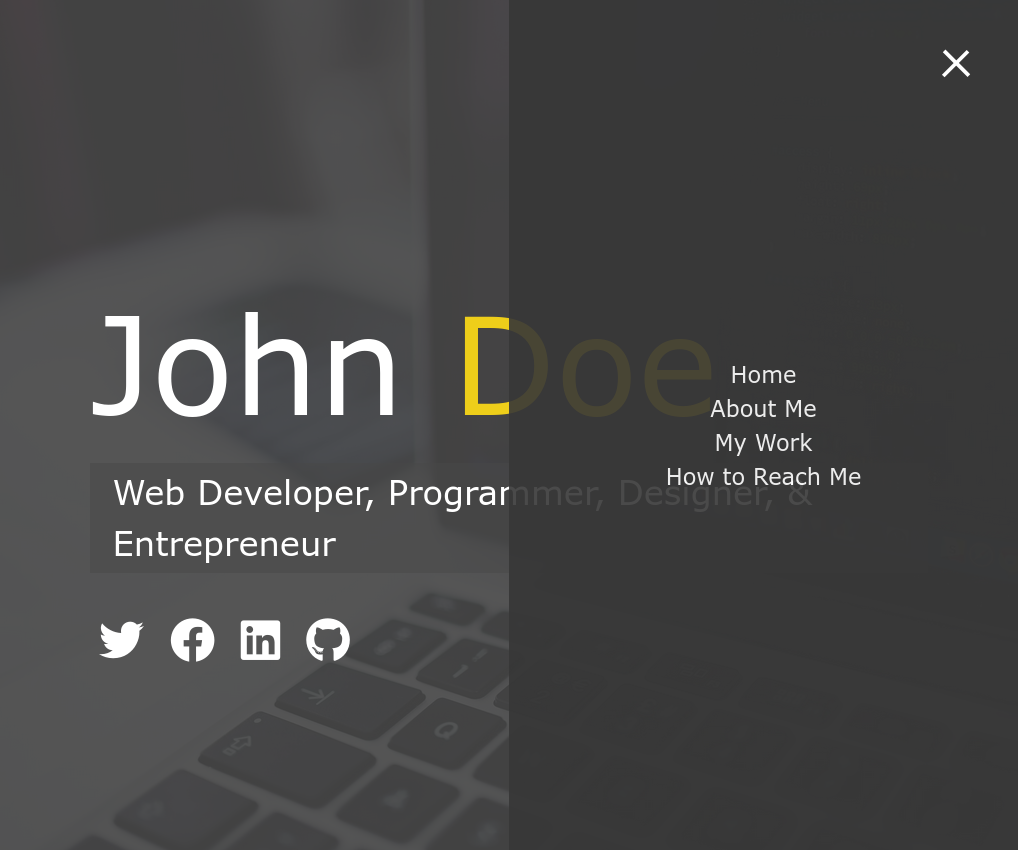 John Doe
Web Developer, Programmer, Designer, &
Entrepreneur
Home
About Me
My Work
How to Reach Me
Q